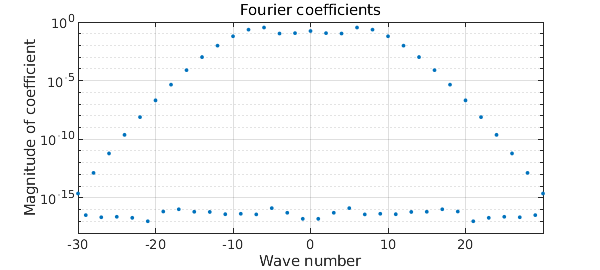 Fourier coefficients
Magnitude of coefficient
10^0
10^-5
10^-10
10^-15
-30 -20 -10 0 10 20
Wave number